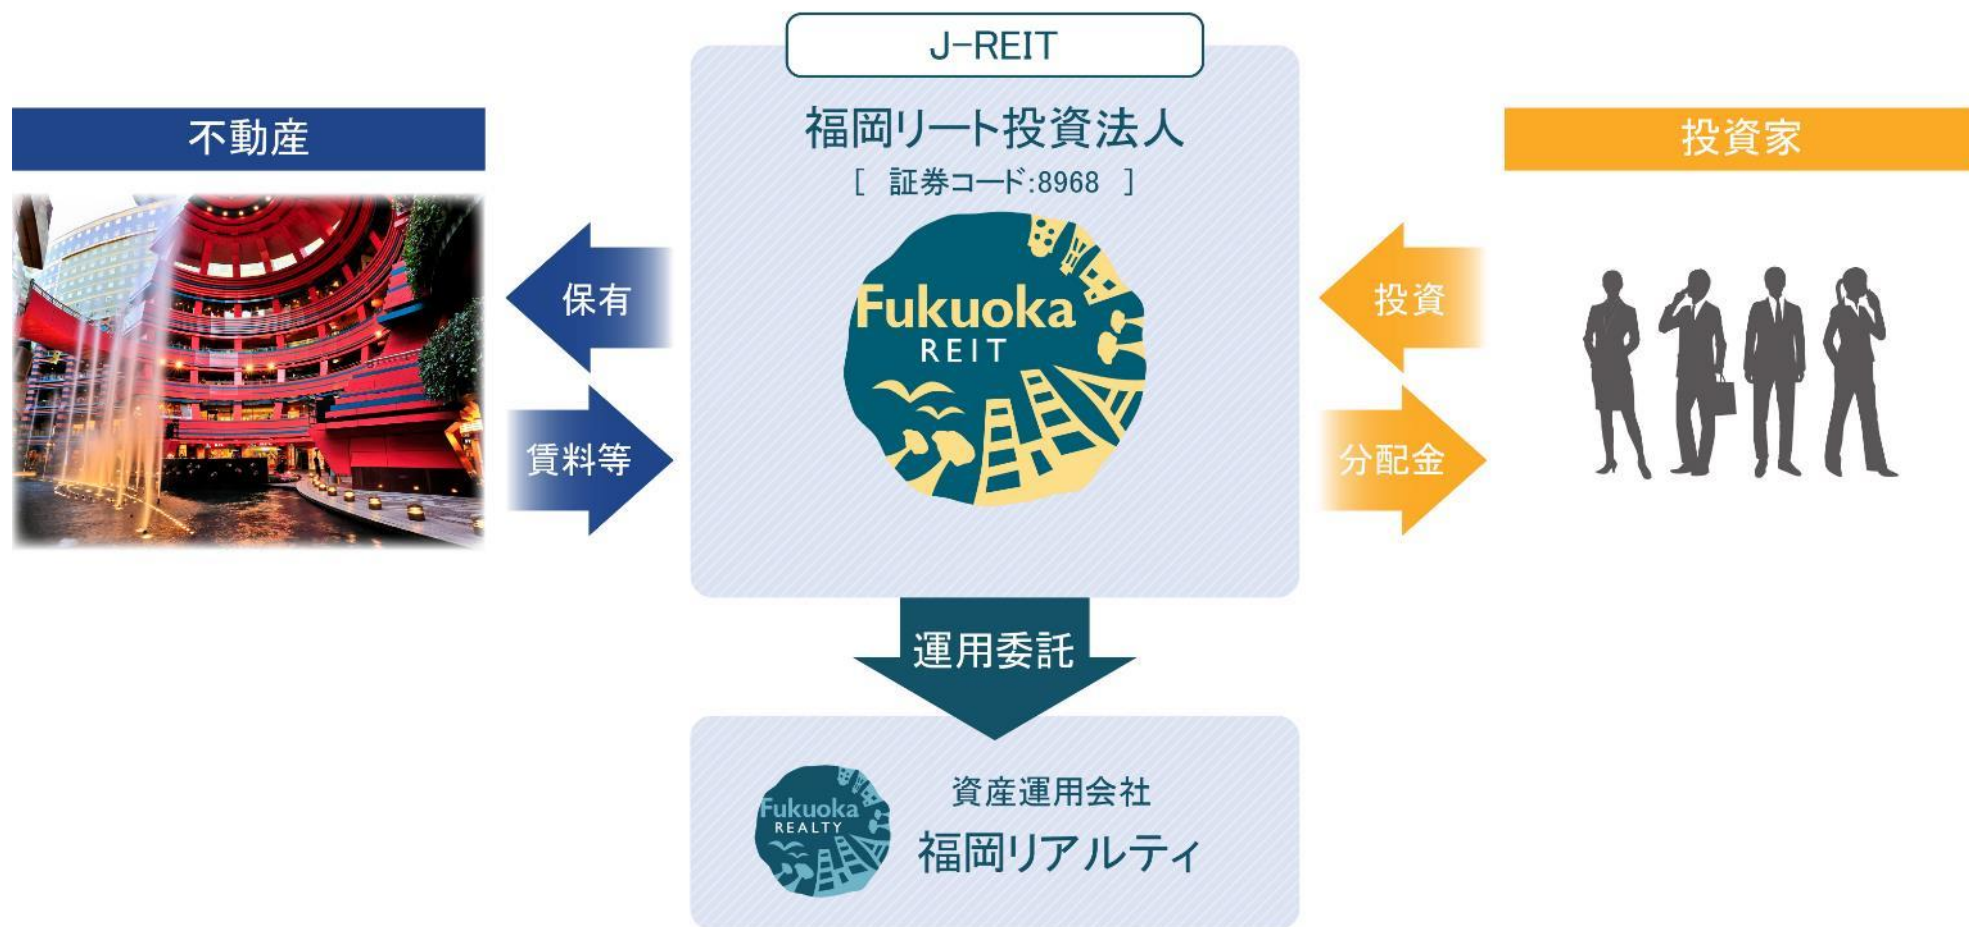 J-REIT
不動産
福岡リート投資法人
[ 証券コード:8968 ]
投資家
保有
賃料等
Fukuoka
REIT
投資
分配金
運用委託
Fukuoka
REALTY
資産運用会社
福岡リアルティ